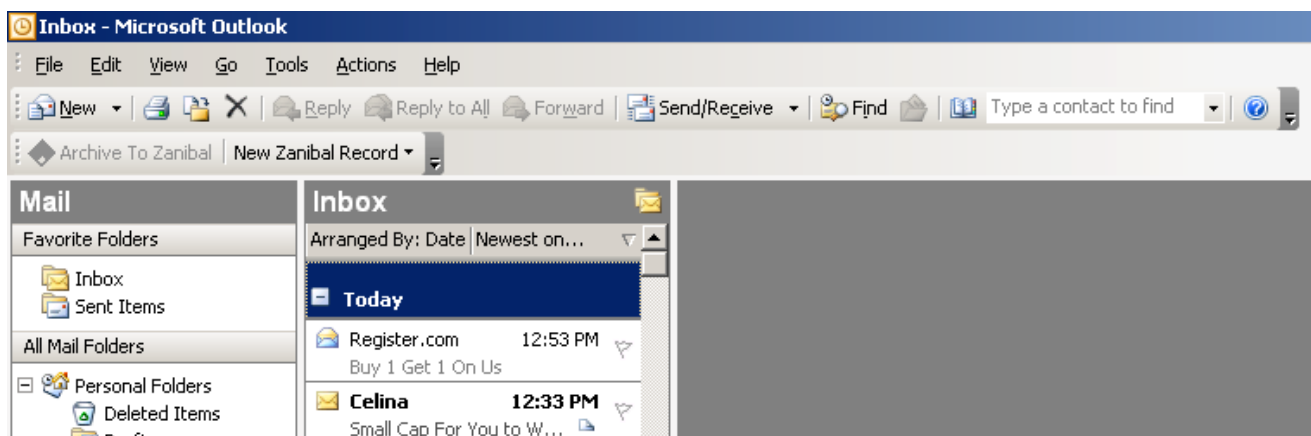 Inbox - Microsoft Outlook
File Edit View Go Tools Actions Help
New Reply Reply to All Forward Send/Receive Find Type a contact to find
Archive To Zanibal New Zanibal Record
Mail
Favorite Folders
Inbox
Sent Items
All Mail Folders
Personal Folders
Deleted Items
Inbox
Arranged By: Date Newest on...
Today
Register.com 12:53 PM
Buy 1 Get 1 On Us
Celina 12:33 PM
Small Cap For You to W...